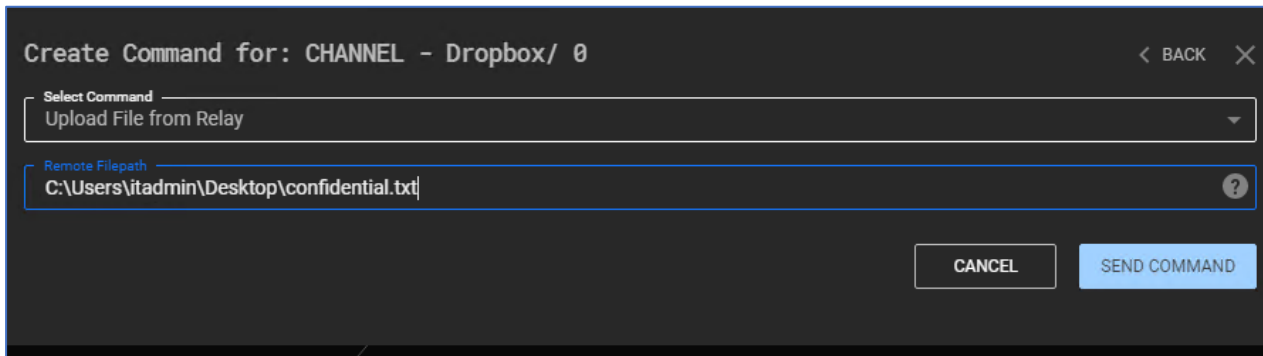 Create Command for: CHANNEL - Dropbox/ 0
< BACK ×
Select Command
Upload File from Relay
Remote Filepath
C:\Users\itadmin\Desktop\confidential.txt
?
CANCEL SEND COMMAND